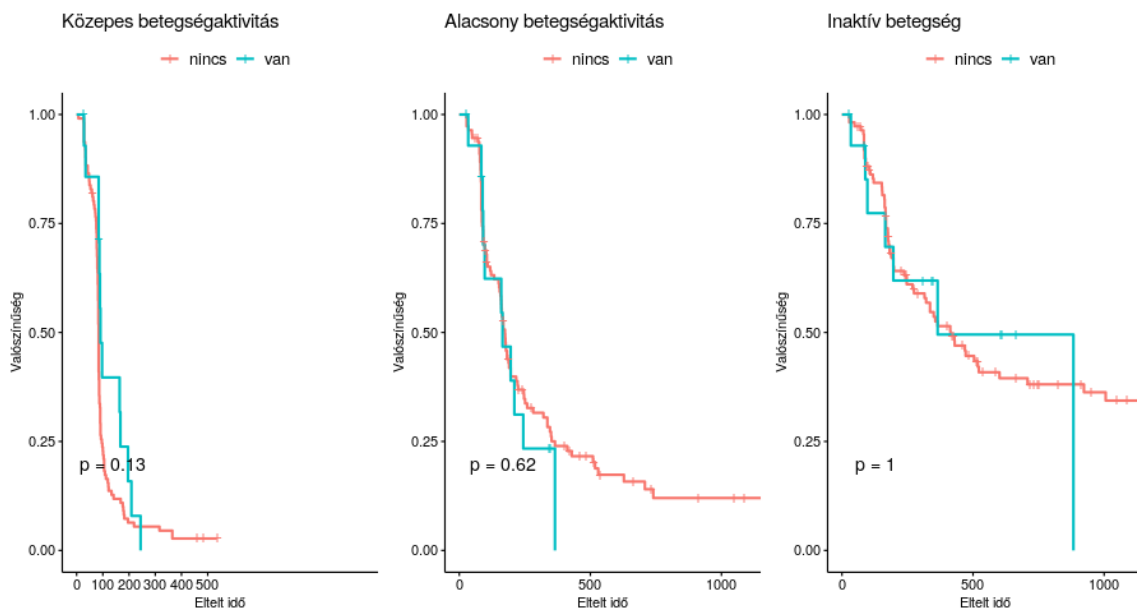 Közepes betegségaktivitás
nincs van
1.00
0.75
0.50
0.25
0.00
Valószínűség
p = 0.13
0 100 200 300 400 500
Eltelt idő
Alacsony betegségaktivitás
nincs van
1.00
0.75
0.50
0.25
0.00
Valószínűség
p = 0.62
0 500 1000
Eltelt idő
Inaktív betegség
nincs van
1.00
0.75
0.50
0.25
0.00
Valószínűség
p = 1
0 500 1000
Eltelt idő